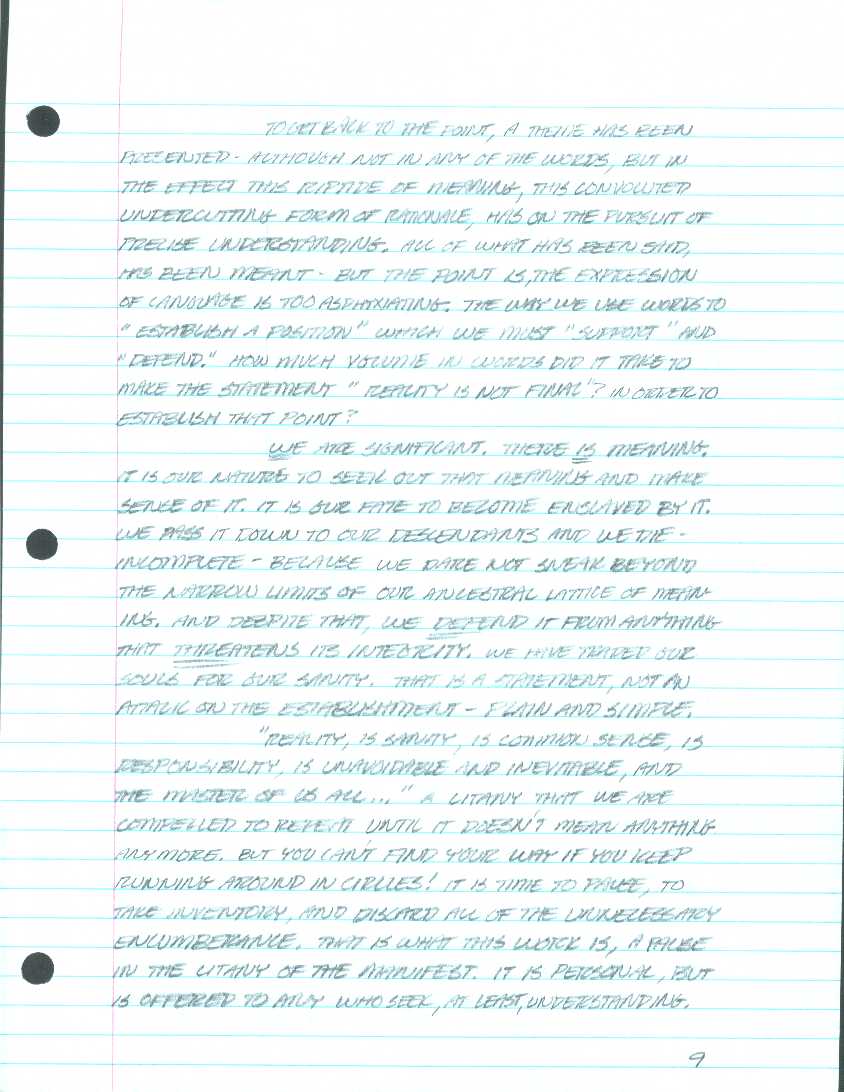 TO GET BACK TO THE POINT, A THEME HAS BEEN
PRESENTED - ALTHOUGH NOT IN ANY OF THE WORDS, BUT IN
THE EFFECT THIS RIPTIDE OF MEANING, THIS CONVOLUTED
UNDERCUTTING FORM OF RATIONALE, HAS ON THE PURSUIT OF
PRECISE UNDERSTANDING. ALL OF WHAT HAS BEEN SAID,
HAS BEEN MEANT - BUT THE POINT IS, THE EXPRESSION
OF LANGUAGE IS TOO ASPHYXIATING. THE WAY WE USE WORDS TO
"ESTABLISH A POSITION" WHICH WE MUST "SUPPORT" AND
"DEFEND." HOW MUCH VOLUME IN WORDS DID IT TAKE TO
MAKE THE STATEMENT "REALITY IS NOT FINAL"? IN ORDER TO
ESTABLISH THAT POINT?
WE ARE SIGNIFICANT. THERE IS MEANING.
IT IS OUR NATURE TO SEEK OUT THAT MEANING AND MAKE
SENSE OF IT. IT IS OUR FATE TO BECOME ENSLAVED BY IT.
WE PASS IT DOWN TO OUR DESCENDANTS AND WE DIE -
INCOMPLETE - BECAUSE WE DARE NOT SNEAK BEYOND
THE NARROW LIMITS OF OUR ANCESTRAL LATTICE OF MEAN-
ING. AND DESPITE THAT, WE DEFEND IT FROM ANYTHING
THAT THREATENS ITS INTEGRITY. WE HAVE TRADED OUR
SOULS FOR OUR SANITY. THAT IS A STATEMENT, NOT AN
ATTACK ON THE ESTABLISHMENT - PLAIN AND SIMPLE.
"REALITY, IS SANITY, IS COMMON SENSE, IS
RESPONSIBILITY, IS UNAVOIDABLE AND INEVITABLE, AND
THE MASTER OF US ALL..." A LITANY THAT WE ARE
COMPELLED TO REPEAT UNTIL IT DOESN'T MEAN ANYTHING
ANYMORE. BUT YOU CAN'T FIND YOUR WAY IF YOU KEEP
RUNNING AROUND IN CIRCLES! IT IS TIME TO PAUSE, TO
TAKE INVENTORY, AND DISCARD ALL OF THE UNNECESSARY
ENCUMBERANCE. THAT IS WHAT THIS WORK IS, A PAUSE
IN THE LITANY OF THE MANIFEST. IT IS PERSONAL, BUT
IS OFFERED TO ANY WHO SEEK, AT LEAST, UNDERSTANDING.
9